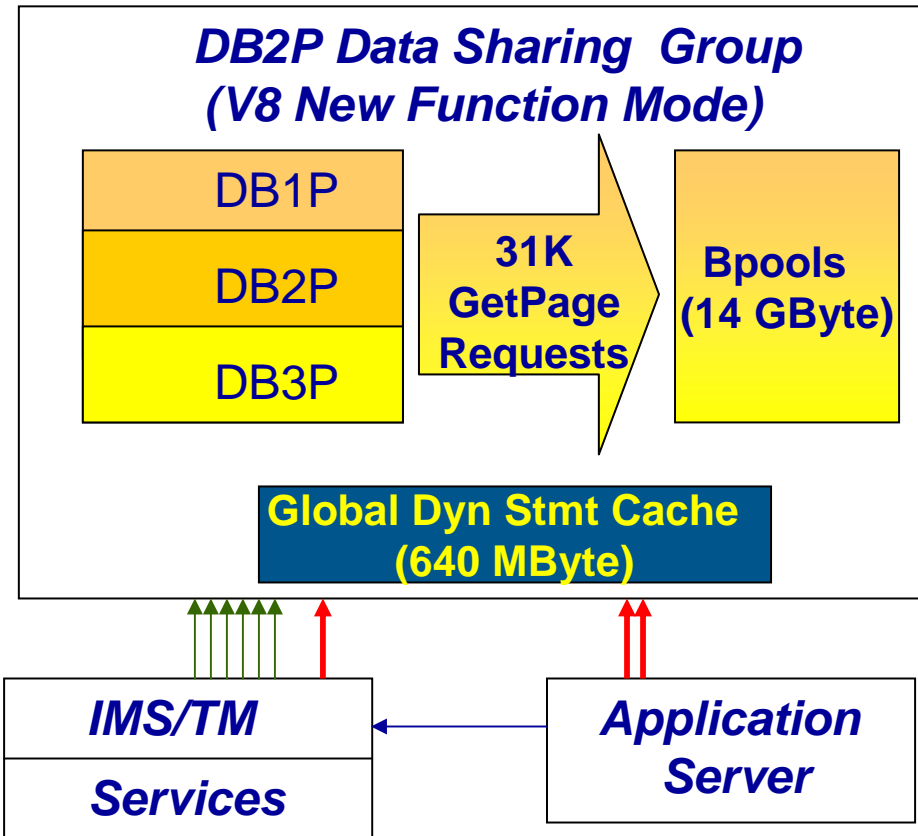 DB2P Data Sharing Group
(V8 New Function Mode)
DB1P
DB2P
DB3P
31K
GetPage
Requests
Bpools
(14 GByte)
Global Dyn Stmt Cache
(640 MByte)
IMS/TM
Services
Application
Server